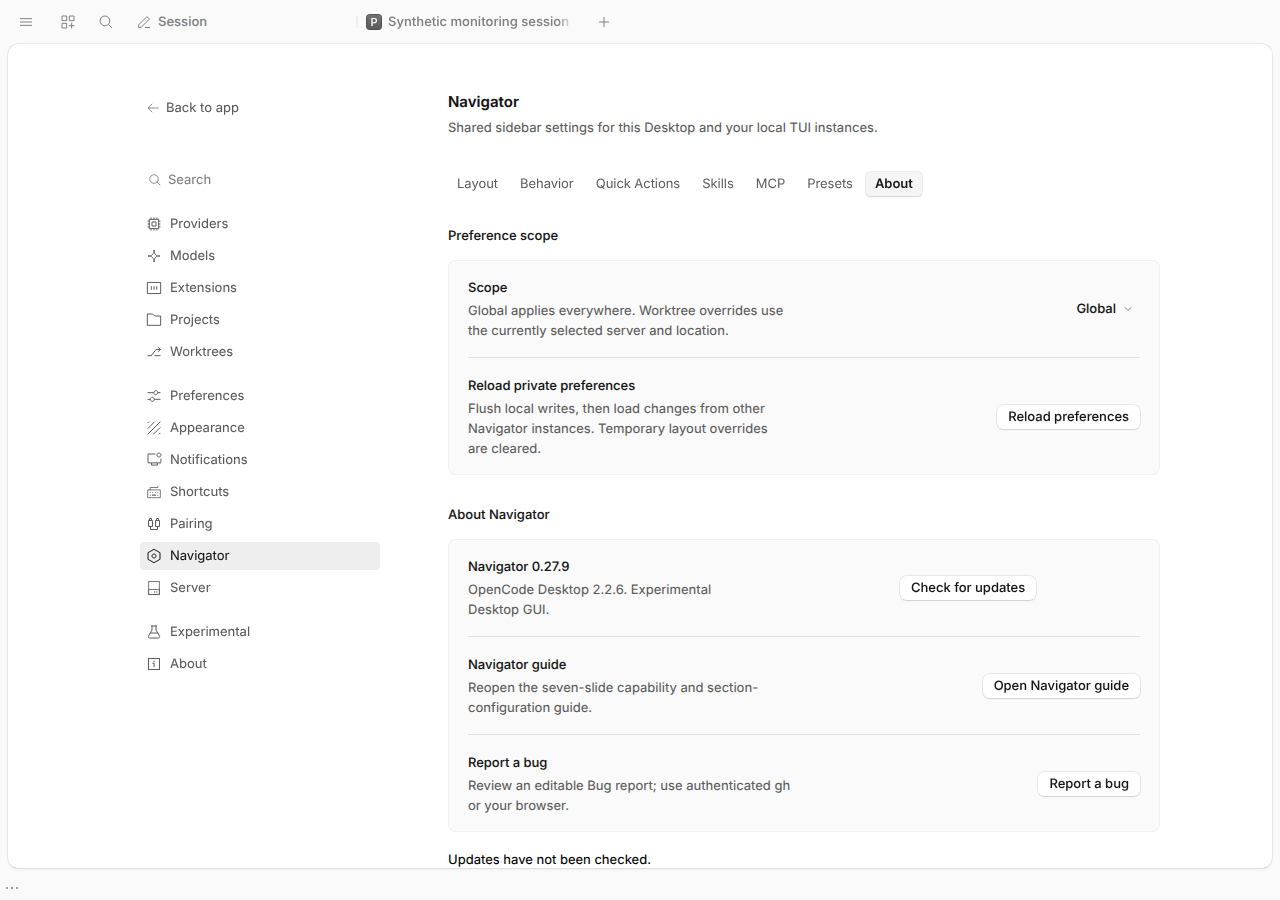 Session
P
Synthetic monitoring session
Back to app
Search
Providers
Models
Extensions
Projects
Worktrees
Preferences
Appearance
Notifications
Shortcuts
Pairing
Navigator
Server
Experimental
About
Navigator
Shared sidebar settings for this Desktop and your local TUI instances.
Layout
Behavior
Quick Actions
Skills
MCP
Presets
About
Preference scope
Scope
Global applies everywhere. Worktree overrides use
the currently selected server and location.
Global
Reload private preferences
Flush local writes, then load changes from other
Navigator instances. Temporary layout overrides
are cleared.
Reload preferences
About Navigator
Navigator 0.27.9
OpenCode Desktop 2.2.6. Experimental
Desktop GUI.
Check for updates
Navigator guide
Reopen the seven-slide capability and section-
configuration guide.
Open Navigator guide
Report a bug
Review an editable Bug report; use authenticated gh
or your browser.
Report a bug
Updates have not been checked.
...